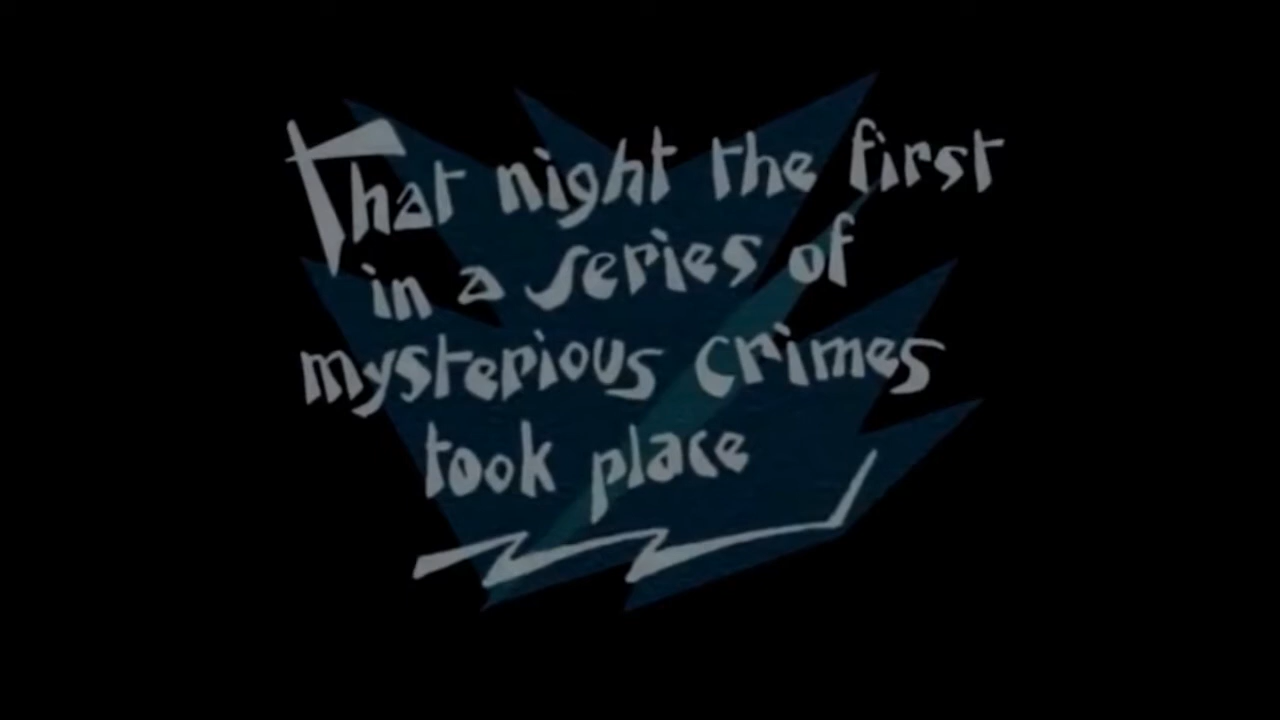 That night the first
in a series of
mysterious crimes
took place